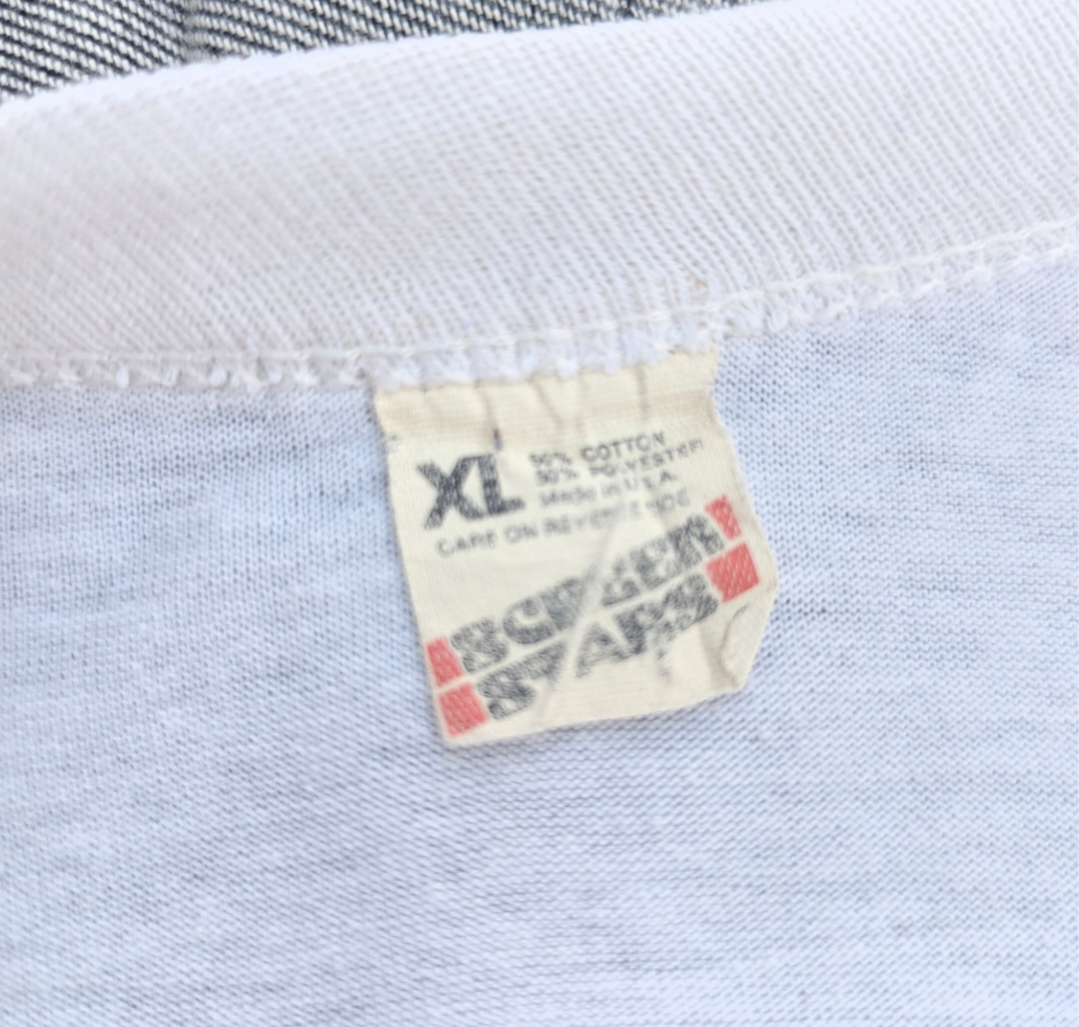 XL
50% COTTON
50% POLYESTER
Made in U.S.A.
CARE ON REVERSE SIDE
SCREEN
STARS